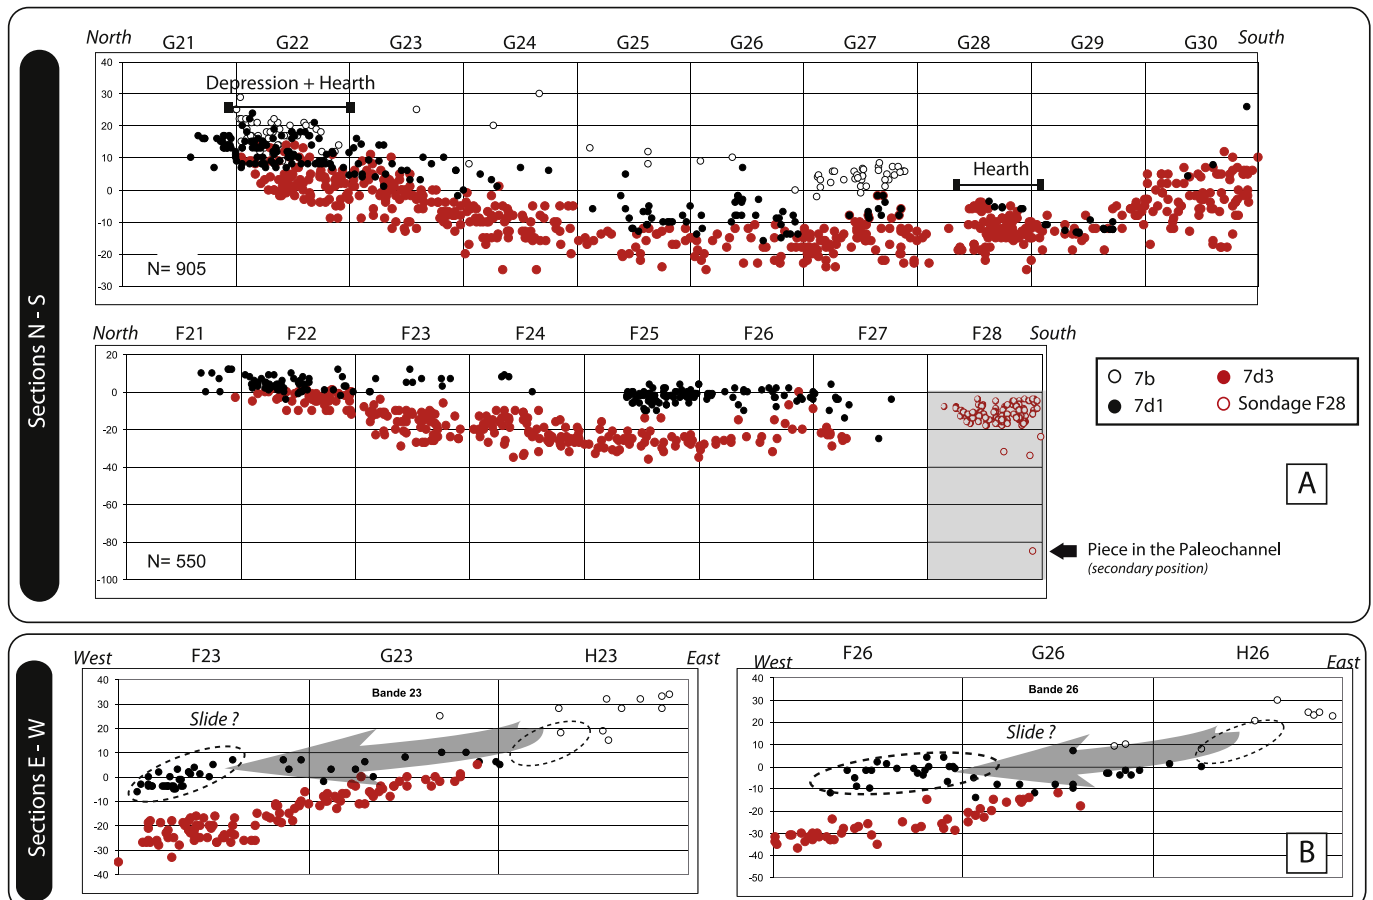 Sections N - S
North G21 G22 G23 G24 G25 G26 G27 G28 G29 G30 South
40
Depression + Hearth
30
20
10
Hearth
0
-10
-20
N= 905
-30
North F21 F22 F23 F24 F25 F26 F27 F28 South
20
0
-20
-40
-60
-80
N= 550
-100
7b 7d3
7d1 Sondage F28
A
Piece in the Paleochannel
(secondary position)
Sections E - W
West F23 G23 H23 East
40
Bande 23
30
Slide ?
20
10
0
-10
-20
-30
-40
West F26 G26 H26 East
40
Bande 26
30
20
Slide ?
10
0
-10
-20
-30
-40
-50
B